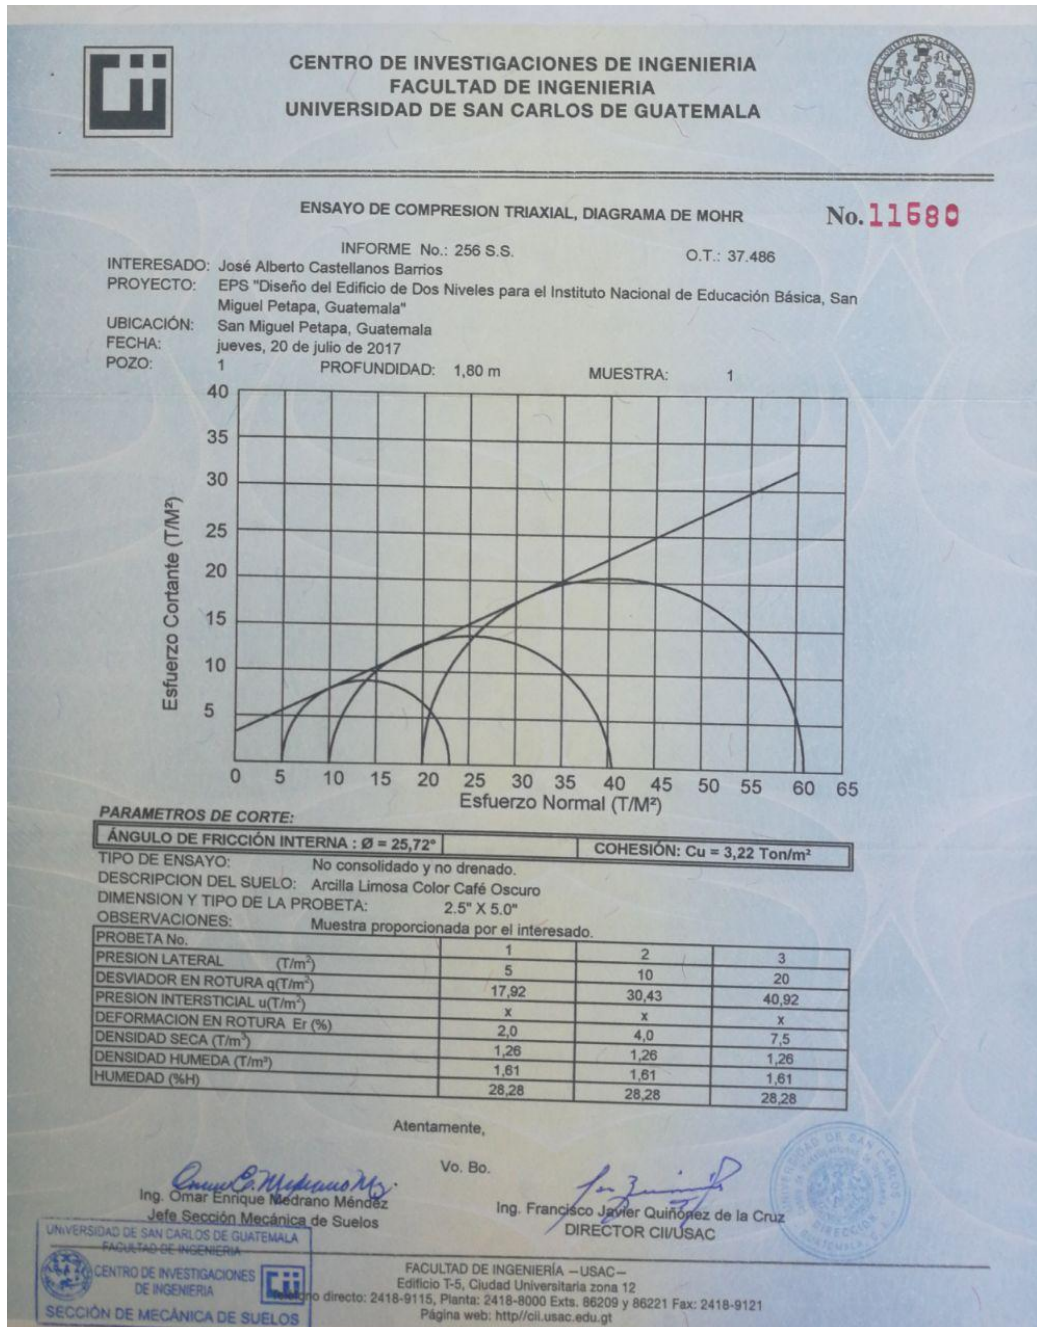 CENTRO DE INVESTIGACIONES DE INGENIERIA
FACULTAD DE INGENIERIA
UNIVERSIDAD DE SAN CARLOS DE GUATEMALA
ENSAYO DE COMPRESION TRIAXIAL, DIAGRAMA DE MOHR
No. 11680
INFORME No.: 256 S.S. O.T.: 37.486
INTERESADO: José Alberto Castellanos Barrios
PROYECTO: EPS "Diseño del Edificio de Dos Niveles para el Instituto Nacional de Educación Básica, San
Miguel Petapa, Guatemala"
UBICACIÓN: San Miguel Petapa, Guatemala
FECHA: jueves, 20 de julio de 2017
POZO: 1 PROFUNDIDAD: 1,80 m MUESTRA: 1
40
35
30
25
20
15
10
5
Esfuerzo Cortante (T/M²)
0 5 10 15 20 25 30 35 40 45 50 55 60 65
Esfuerzo Normal (T/M²)
PARAMETROS DE CORTE:
ÁNGULO DE FRICCIÓN INTERNA : Ø = 25,72° COHESIÓN: Cu = 3,22 Ton/m²
TIPO DE ENSAYO: No consolidado y no drenado.
DESCRIPCION DEL SUELO: Arcilla Limosa Color Café Oscuro
DIMENSION Y TIPO DE LA PROBETA: 2.5" X 5.0"
OBSERVACIONES: Muestra proporcionada por el interesado.
PROBETA No. 1 2 3
PRESION LATERAL (T/m²) 5 10 20
DESVIADOR EN ROTURA q(T/m²) 17,92 30,43 40,92
PRESION INTERSTICIAL u(T/m²) x x x
DEFORMACION EN ROTURA Er (%) 2,0 4,0 7,5
DENSIDAD SECA (T/m³) 1,26 1,26 1,26
DENSIDAD HUMEDA (T/m³) 1,61 1,61 1,61
HUMEDAD (%H) 28,28 28,28 28,28
Atentamente,
Vo. Bo.
Ing. Omar Enrique Medrano Méndez
Jefe Sección Mecánica de Suelos
Ing. Francisco Javier Quiñónez de la Cruz
DIRECTOR CII/USAC
UNIVERSIDAD DE SAN CARLOS DE GUATEMALA
FACULTAD DE INGENIERIA
CENTRO DE INVESTIGACIONES
DE INGENIERIA
SECCIÓN DE MECÁNICA DE SUELOS
FACULTAD DE INGENIERÍA —USAC—
Edificio T-5, Ciudad Universitaria zona 12
directo: 2418-9115, Planta: 2418-8000 Exts. 86209 y 86221 Fax: 2418-9121
Página web: http//cii.usac.edu.gt